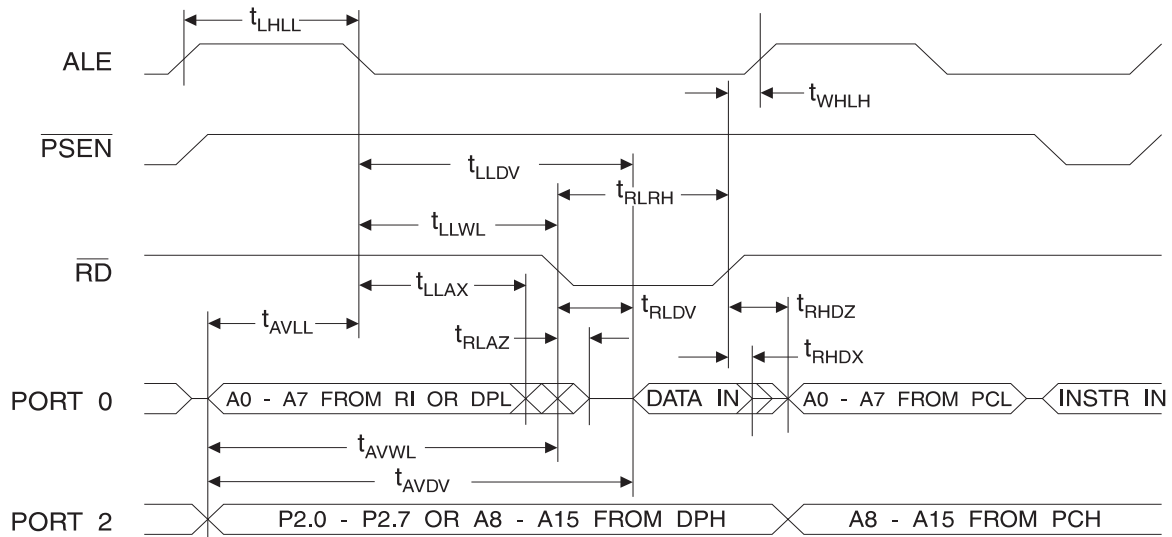 tLHLL
ALE
tWHLH
PSEN
tLLDV
tRLRH
tLLWL
RD
tLLAX
tRLDV
tRHDZ
tAVLL
tRLAZ
tRHDX
PORT 0
A0 - A7 FROM RI OR DPL
DATA IN
A0 - A7 FROM PCL
INSTR IN
tAVWL
tAVDV
PORT 2
P2.0 - P2.7 OR A8 - A15 FROM DPH
A8 - A15 FROM PCH